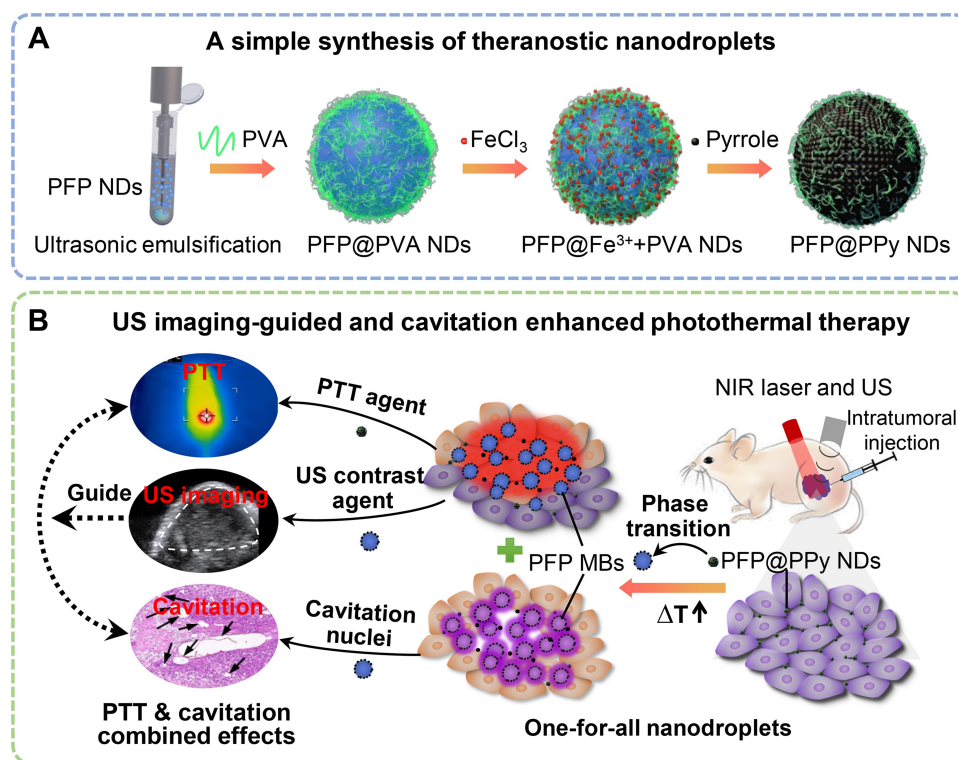 A
A simple synthesis of theranostic nanodroplets
PVA
FeCl₃
Pyrrole
PFP NDs
Ultrasonic emulsification
PFP@PVA NDs
PFP@Fe³⁺+PVA NDs
PFP@PPy NDs
B
US imaging-guided and cavitation enhanced photothermal therapy
PTT
PTT agent
NIR laser and US
Intratumoral
injection
Guide
US imaging
US contrast
agent
Phase
transition
PFP MBs
PFP@PPy NDs
ΔT↑
Cavitation
Cavitation
nuclei
PTT & cavitation
combined effects
One-for-all nanodroplets